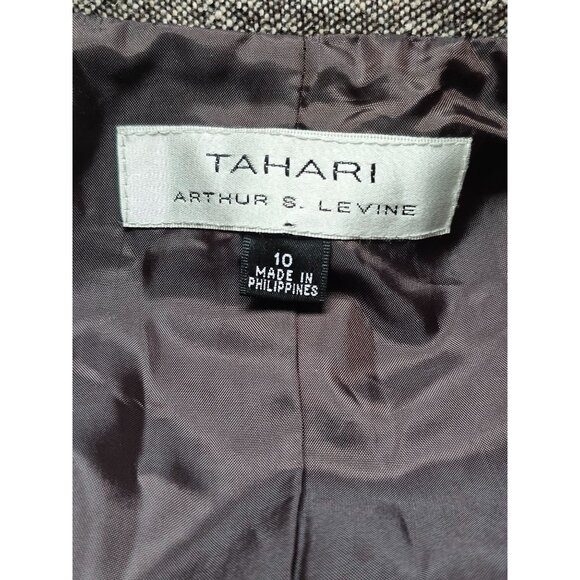 TAHARI
ARTHUR S. LEVINE
10
MADE IN
PHILIPPINES